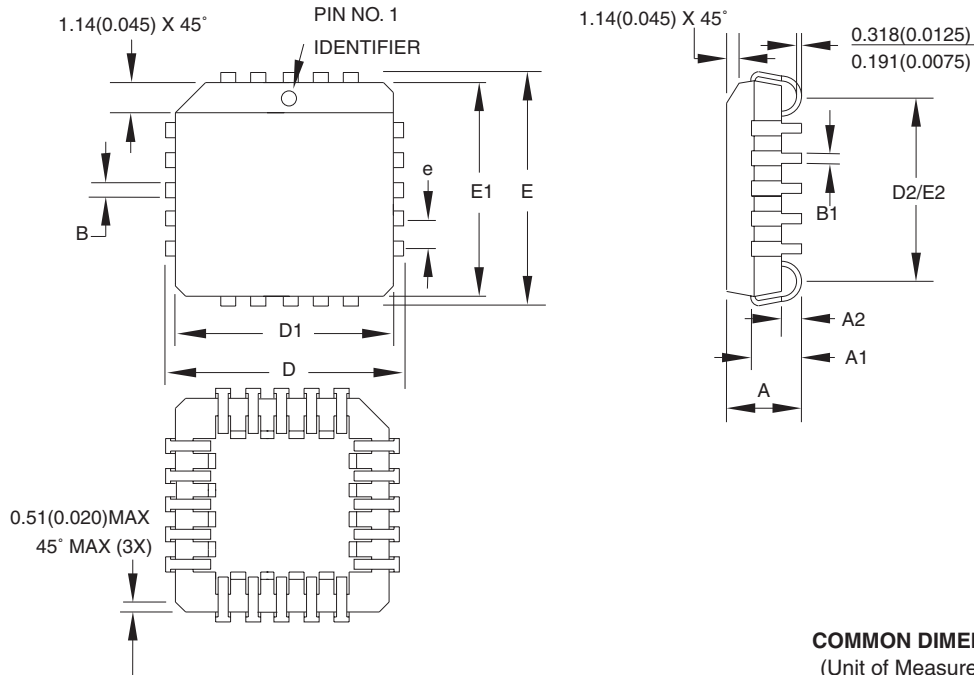 1.14(0.045) X 45˚
PIN NO. 1
IDENTIFIER
1.14(0.045) X 45˚
0.318(0.0125)
0.191(0.0075)
e
E1
E
B
B1
D2/E2
D1
D
A2
A1
A
0.51(0.020)MAX
45˚ MAX (3X)
COMMON DIME
(Unit of Measure